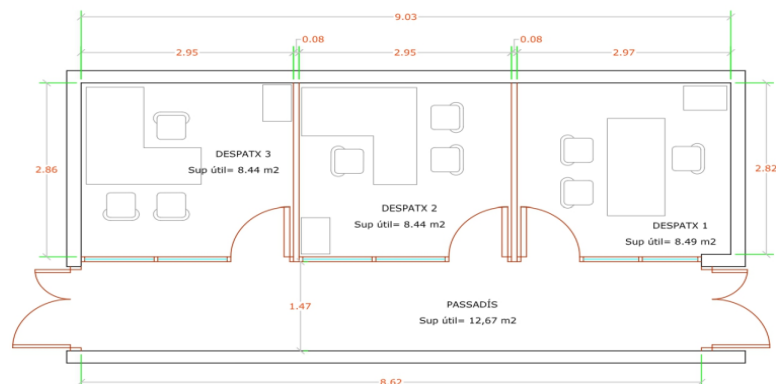 9.03
0.08
0.08
2.95
2.95
2.97
DESPATX 3
Sup útil= 8.44 m2
2.86
2.82
DESPATX 2
Sup útil= 8.44 m2
DESPATX 1
Sup útil= 8.49 m2
1.47
PASSADÍS
Sup útil= 12,67 m2
8.62